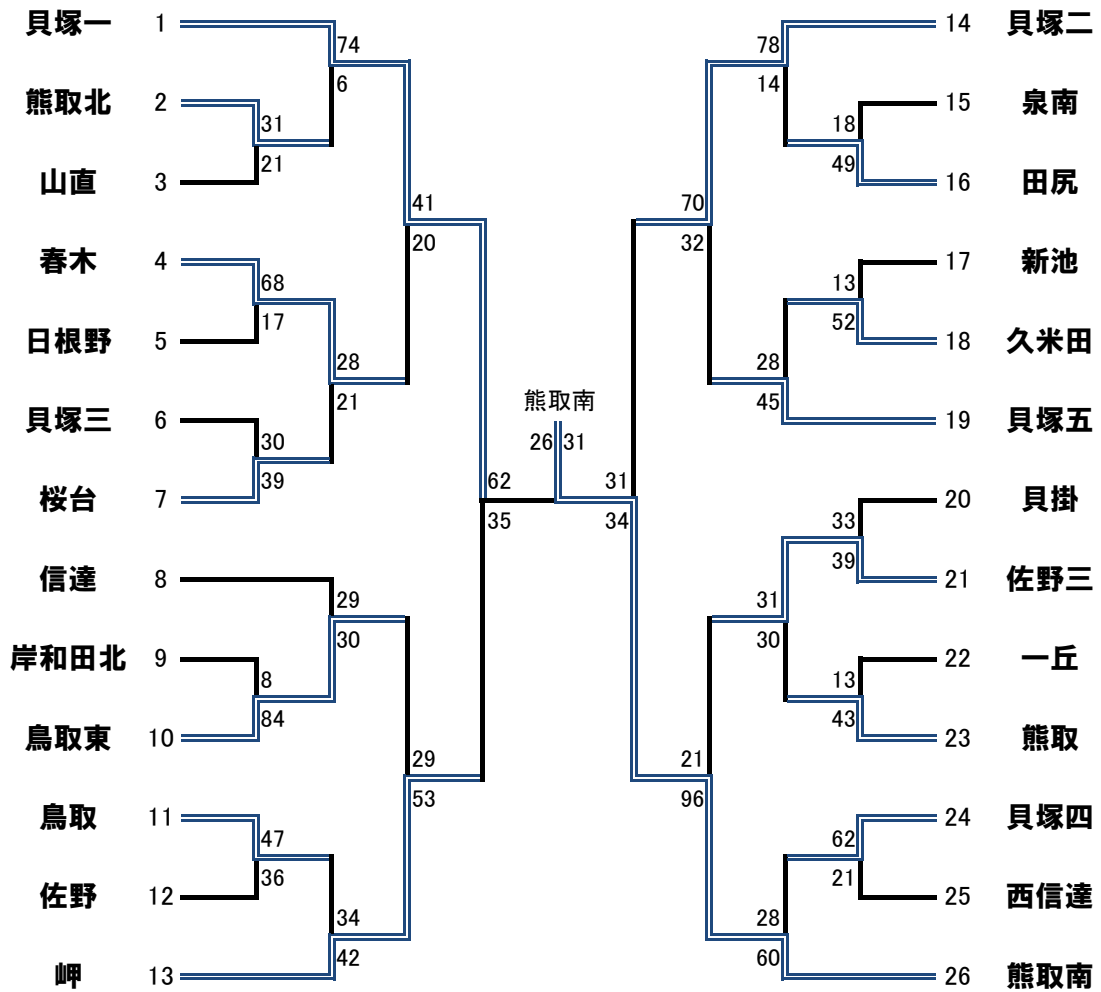 貝塚一 1 74 78 14 貝塚二
6 14
熊取北 2 31 18 15 泉南
21 49
山直 3 16 田尻
41 70
20 32
春木 4 68 13 17 新池
17 52
日根野 5 18 久米田
28 28
21 熊取南 45
貝塚三 6 30 26 31 19 貝塚五
39
桜台 7 62 31 20 貝掛
35 34 33
39
信達 8 29 31 21 佐野三
30 30
岸和田北 9 8 13 22 一丘
84 43
鳥取東 10 23 熊取
29 21
53 96
鳥取 11 47 62 24 貝塚四
36 21
佐野 12 25 西信達
34 28
42 60
岬 13 26 熊取南